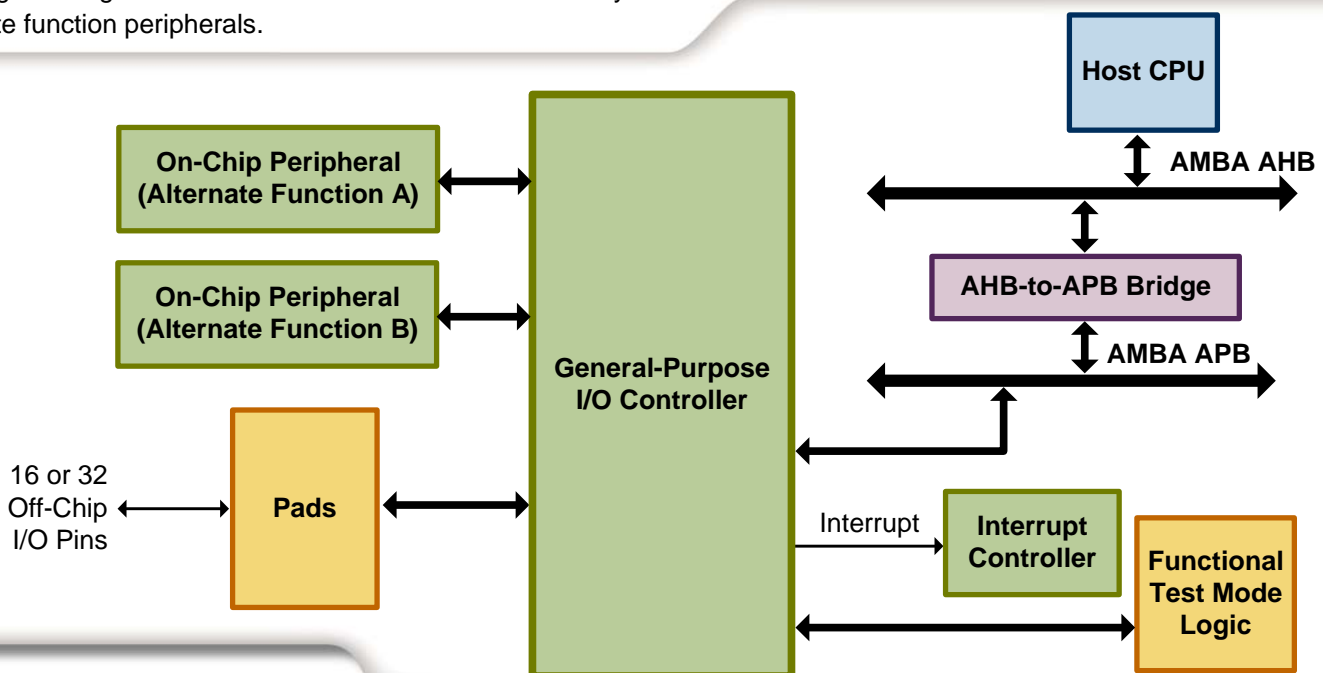 te function peripherals.
On-Chip Peripheral
(Alternate Function A)
On-Chip Peripheral
(Alternate Function B)
16 or 32
Off-Chip
I/O Pins
Pads
General-Purpose
I/O Controller
Host CPU
AMBA AHB
AHB-to-APB Bridge
AMBA APB
Interrupt
Interrupt
Controller
Functional
Test Mode
Logic